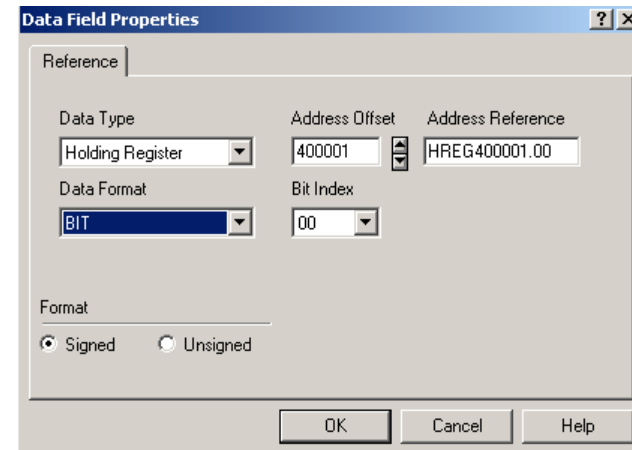 Data Field Properties
Reference
Data Type Address Offset Address Reference
Holding Register 400001 HREG400001.00
Data Format Bit Index
BIT 00
Format
Signed Unsigned
OK Cancel Help